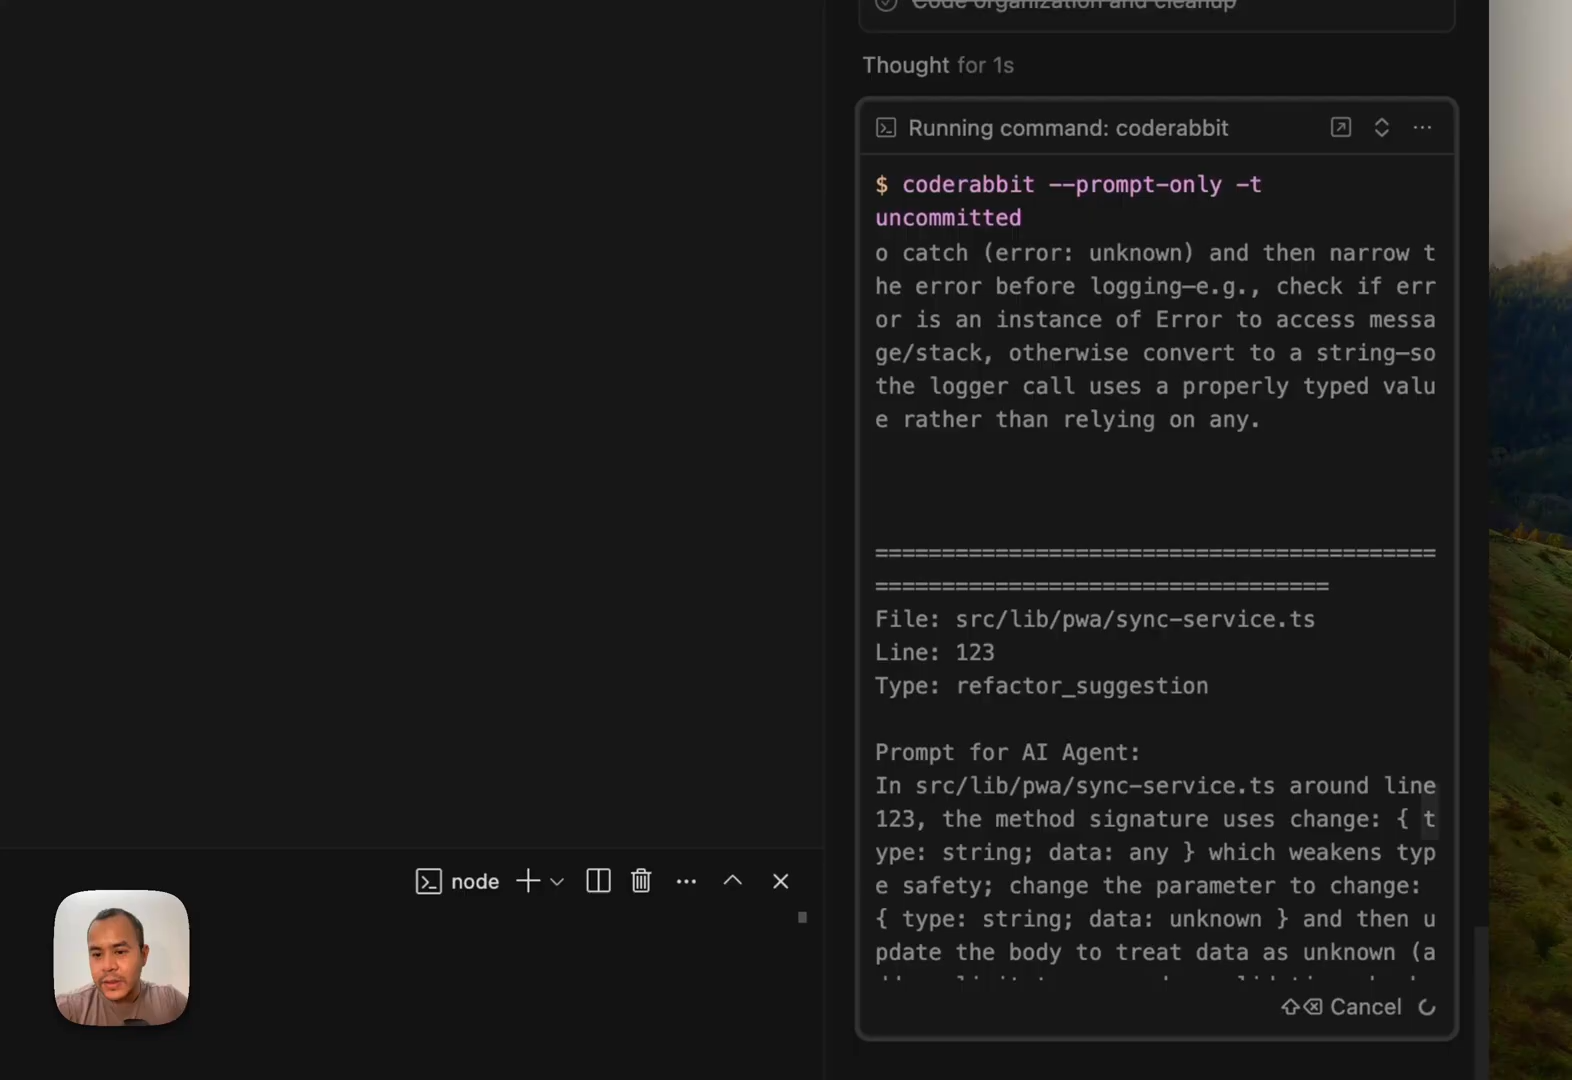 Code organization and cleanup
Thought for 1s
Running command: coderabbit
$ coderabbit --prompt-only -t
uncommitted
o catch (error: unknown) and then narrow t
he error before logging—e.g., check if err
or is an instance of Error to access messa
ge/stack, otherwise convert to a string—so
the logger call uses a properly typed valu
e rather than relying on any.
==========================================
==================================
File: src/lib/pwa/sync-service.ts
Line: 123
Type: refactor_suggestion
Prompt for AI Agent:
In src/lib/pwa/sync-service.ts around line
123, the method signature uses change: { t
ype: string; data: any } which weakens typ
e safety; change the parameter to change:
{ type: string; data: unknown } and then u
pdate the body to treat data as unknown (a
Cancel
node